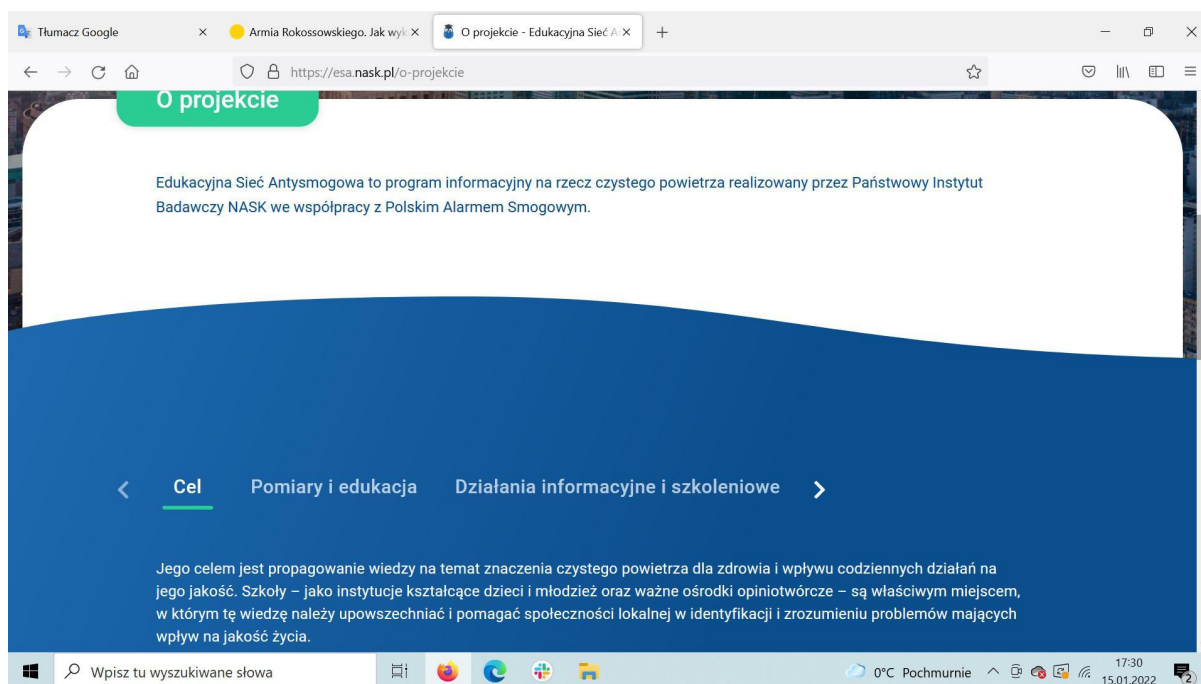 Tłumacz Google
Armia Rokossowskiego. Jak wyk
O projekcie - Edukacyjna Sieć A
https://esa.nask.pl/o-projekcie
O projekcie
Edukacyjna Sieć Antysmogowa to program informacyjny na rzecz czystego powietrza realizowany przez Państwowy Instytut
Badawczy NASK we współpracy z Polskim Alarmem Smogowym.
Cel
Pomiary i edukacja
Działania informacyjne i szkoleniowe
Jego celem jest propagowanie wiedzy na temat znaczenia czystego powietrza dla zdrowia i wpływu codziennych działań na
jego jakość. Szkoły – jako instytucje kształcące dzieci i młodzież oraz ważne ośrodki opiniotwórcze – są właściwym miejscem,
w którym tę wiedzę należy upowszechniać i pomagać społeczności lokalnej w identyfikacji i zrozumieniu problemów mających
wpływ na jakość życia.
Wpisz tu wyszukiwane słowa
0°C Pochmurnie
17:30
15.01.2022
2